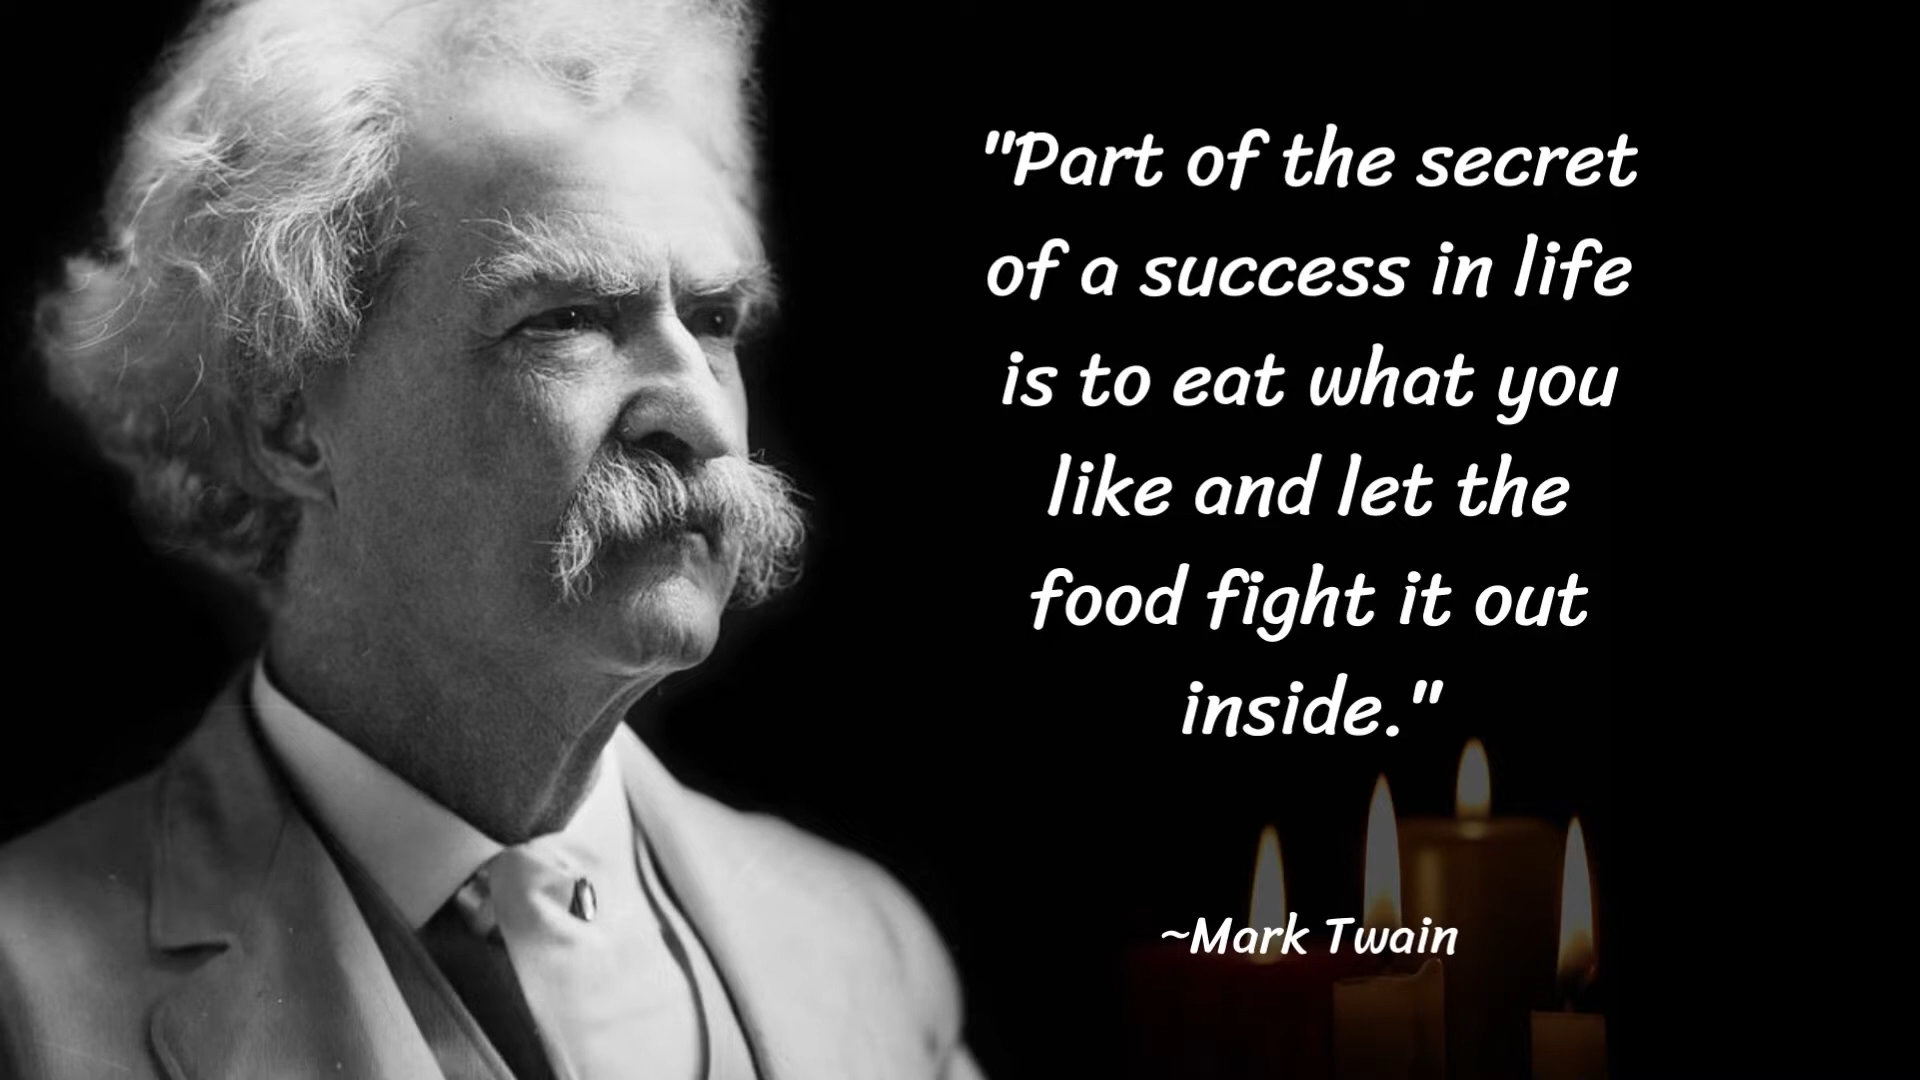 "Part of the secret
of a success in life
is to eat what you
like and let the
food fight it out
inside."
~Mark Twain